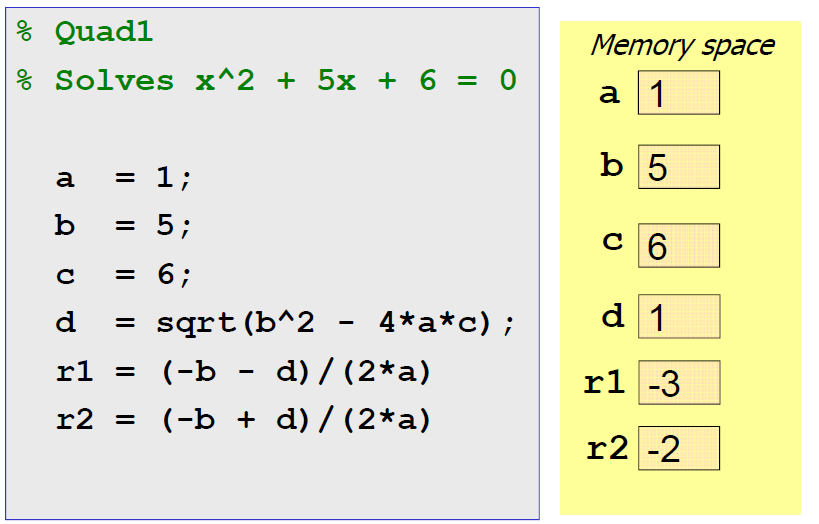 % Quad1
% Solves x^2 + 5x + 6 = 0
a = 1;
b = 5;
c = 6;
d = sqrt(b^2 - 4*a*c);
r1 = (-b - d)/(2*a)
r2 = (-b + d)/(2*a)
Memory space
a 1
b 5
c 6
d 1
r1 -3
r2 -2